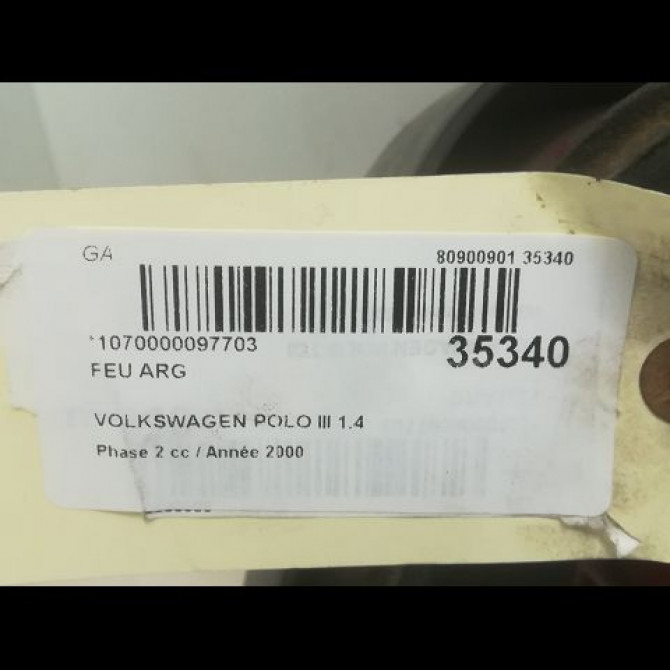 GA 80900901 35340
*1070000097703 35340
FEU ARG
VOLKSWAGEN POLO III 1.4
Phase 2 cc / Année 2000